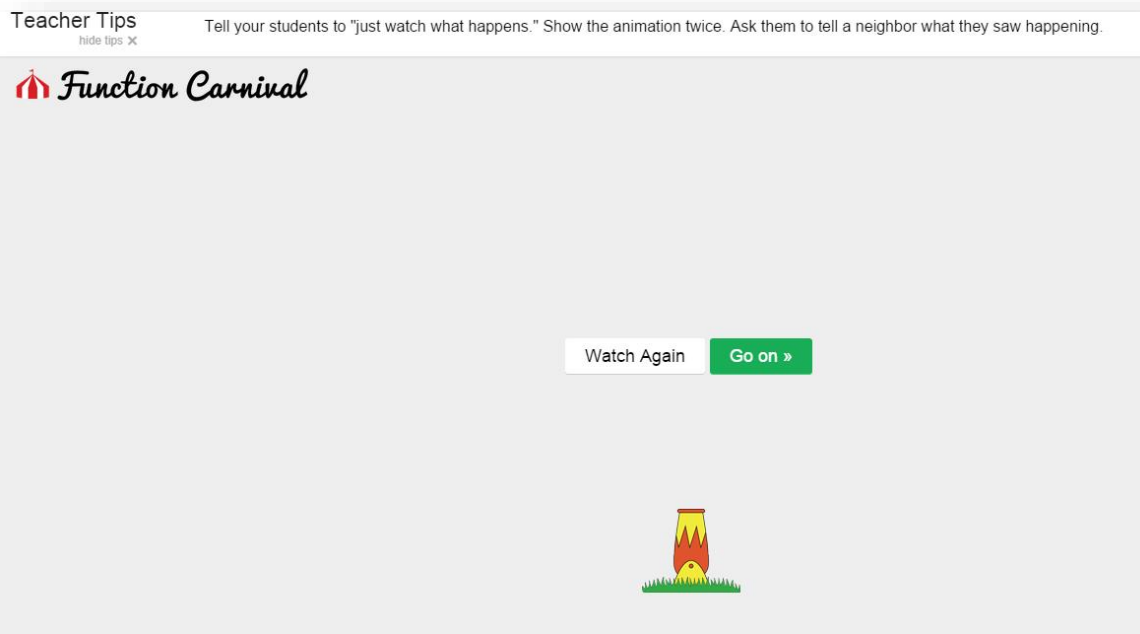 Teacher Tips
hide tips ✕
Tell your students to "just watch what happens." Show the animation twice. Ask them to tell a neighbor what they saw happening.
Function Carnival
Watch Again
Go on »